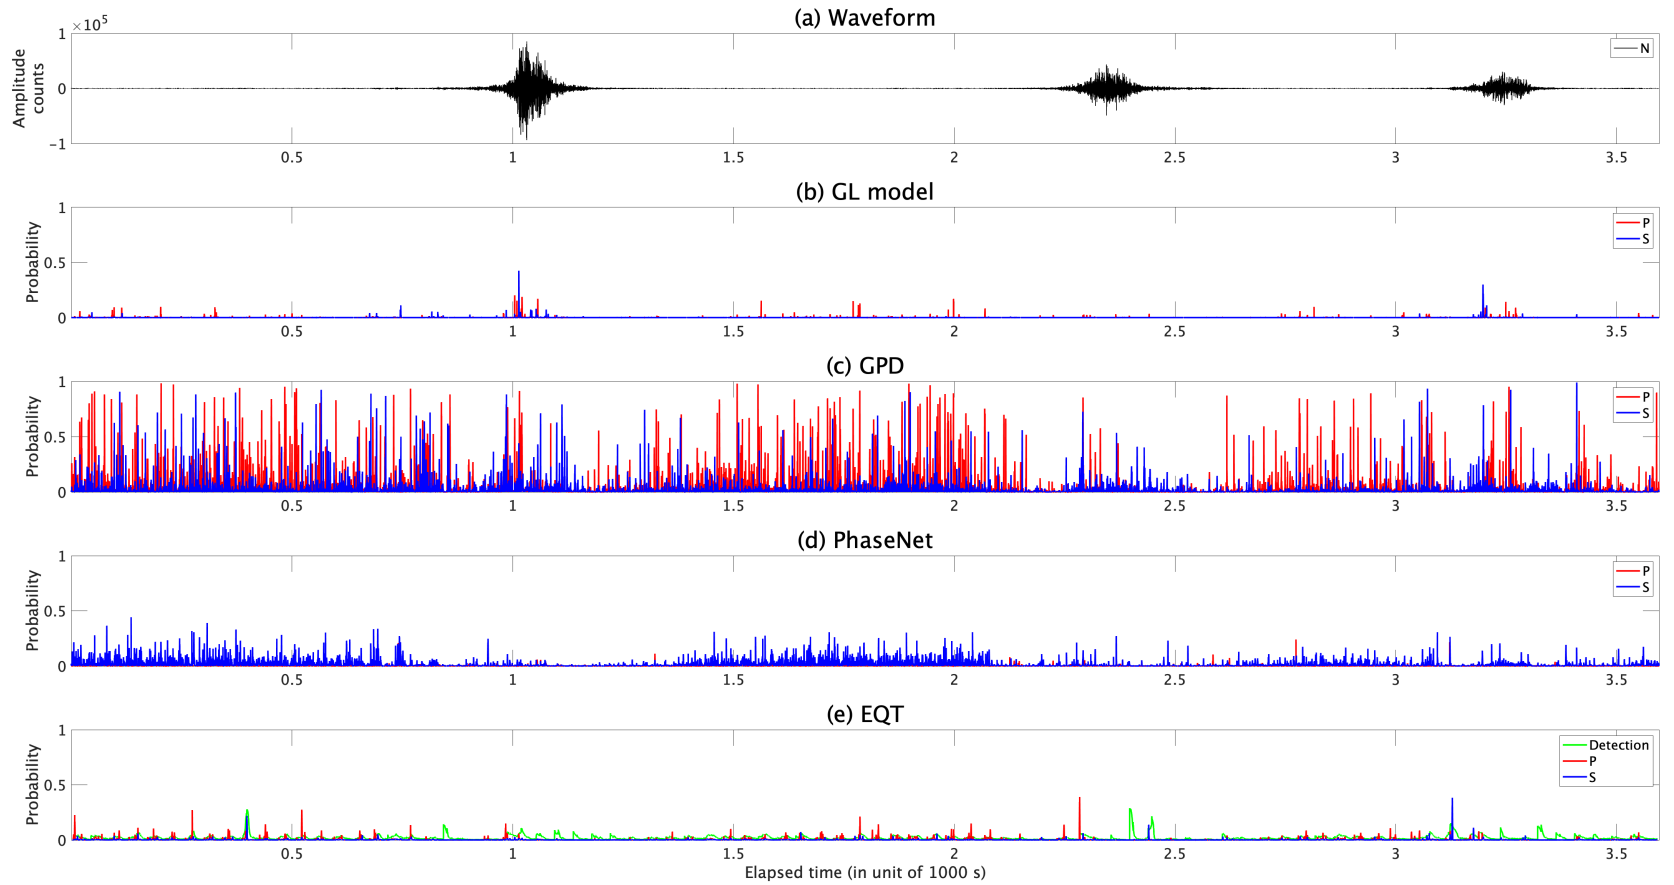 (a) Waveform
×10⁵
1
0
−1
Amplitude
counts
N
0.5 1 1.5 2 2.5 3 3.5
(b) GL model
1
0.5
0
Probability
P
S
0.5 1 1.5 2 2.5 3 3.5
(c) GPD
1
0.5
0
Probability
P
S
0.5 1 1.5 2 2.5 3 3.5
(d) PhaseNet
1
0.5
0
Probability
P
S
0.5 1 1.5 2 2.5 3 3.5
(e) EQT
1
0.5
0
Probability
Detection
P
S
0.5 1 1.5 2 2.5 3 3.5
Elapsed time (in unit of 1000 s)